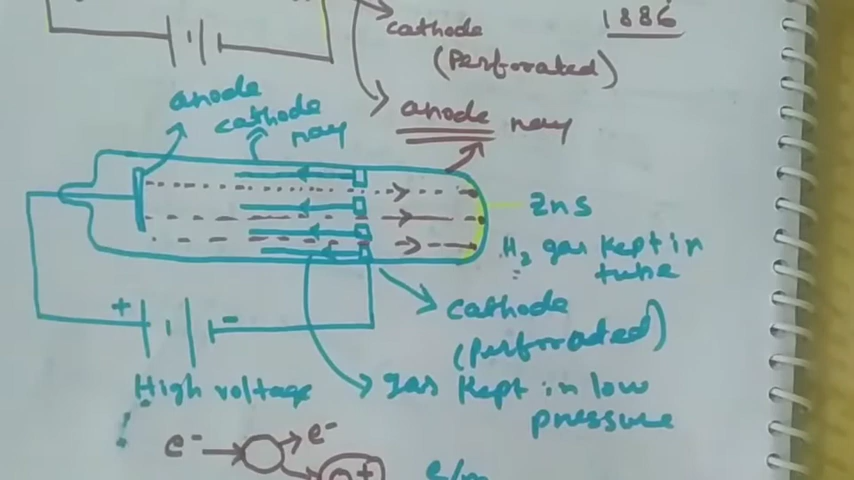 cathode
1886
(Perforated)
anode ray
anode
cathode
ray
ZnS
H2 gas kept in
tube
cathode
(perforated)
+
-
High voltage
gas kept in low
pressure
e- e-
+
e/m